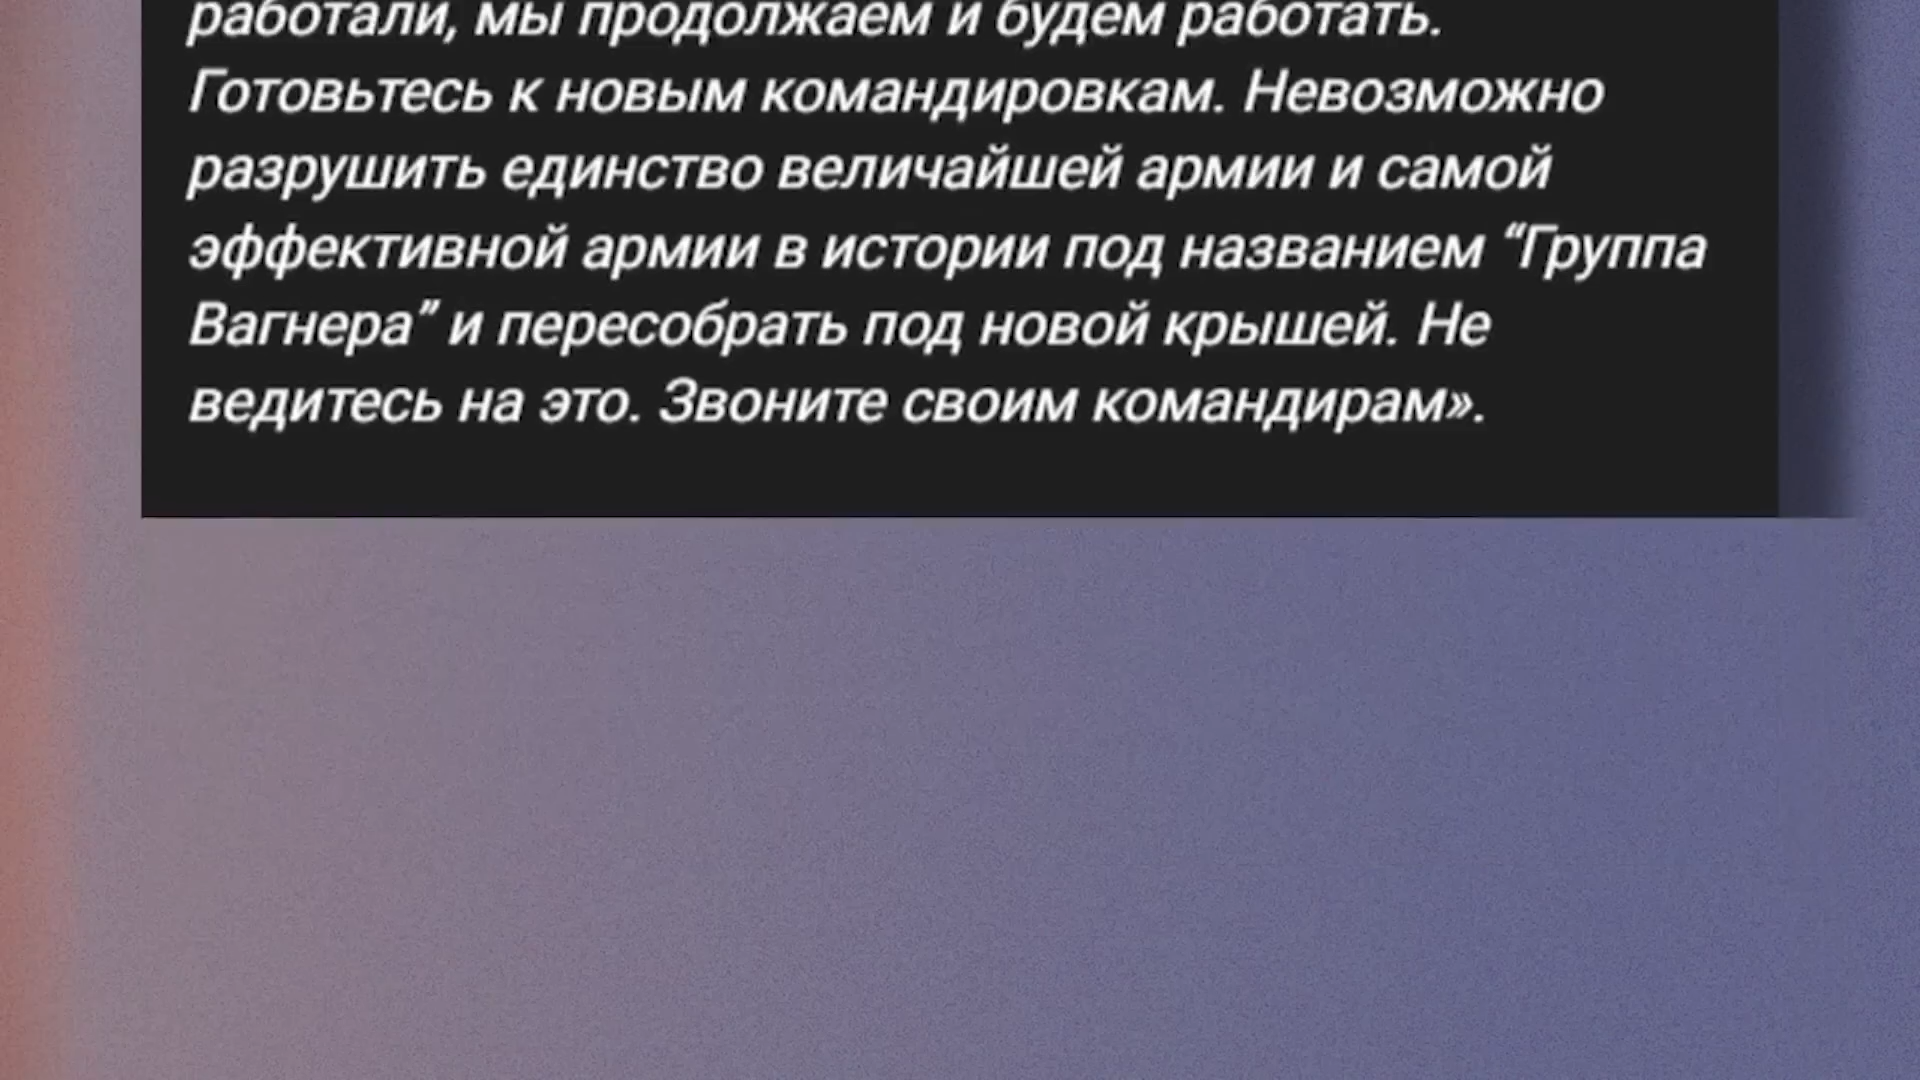 работали, мы продолжаем и будем работать.
Готовьтесь к новым командировкам. Невозможно
разрушить единство величайшей армии и самой
эффективной армии в истории под названием “Группа
Вагнера” и пересобрать под новой крышей. Не
ведитесь на это. Звоните своим командирам».